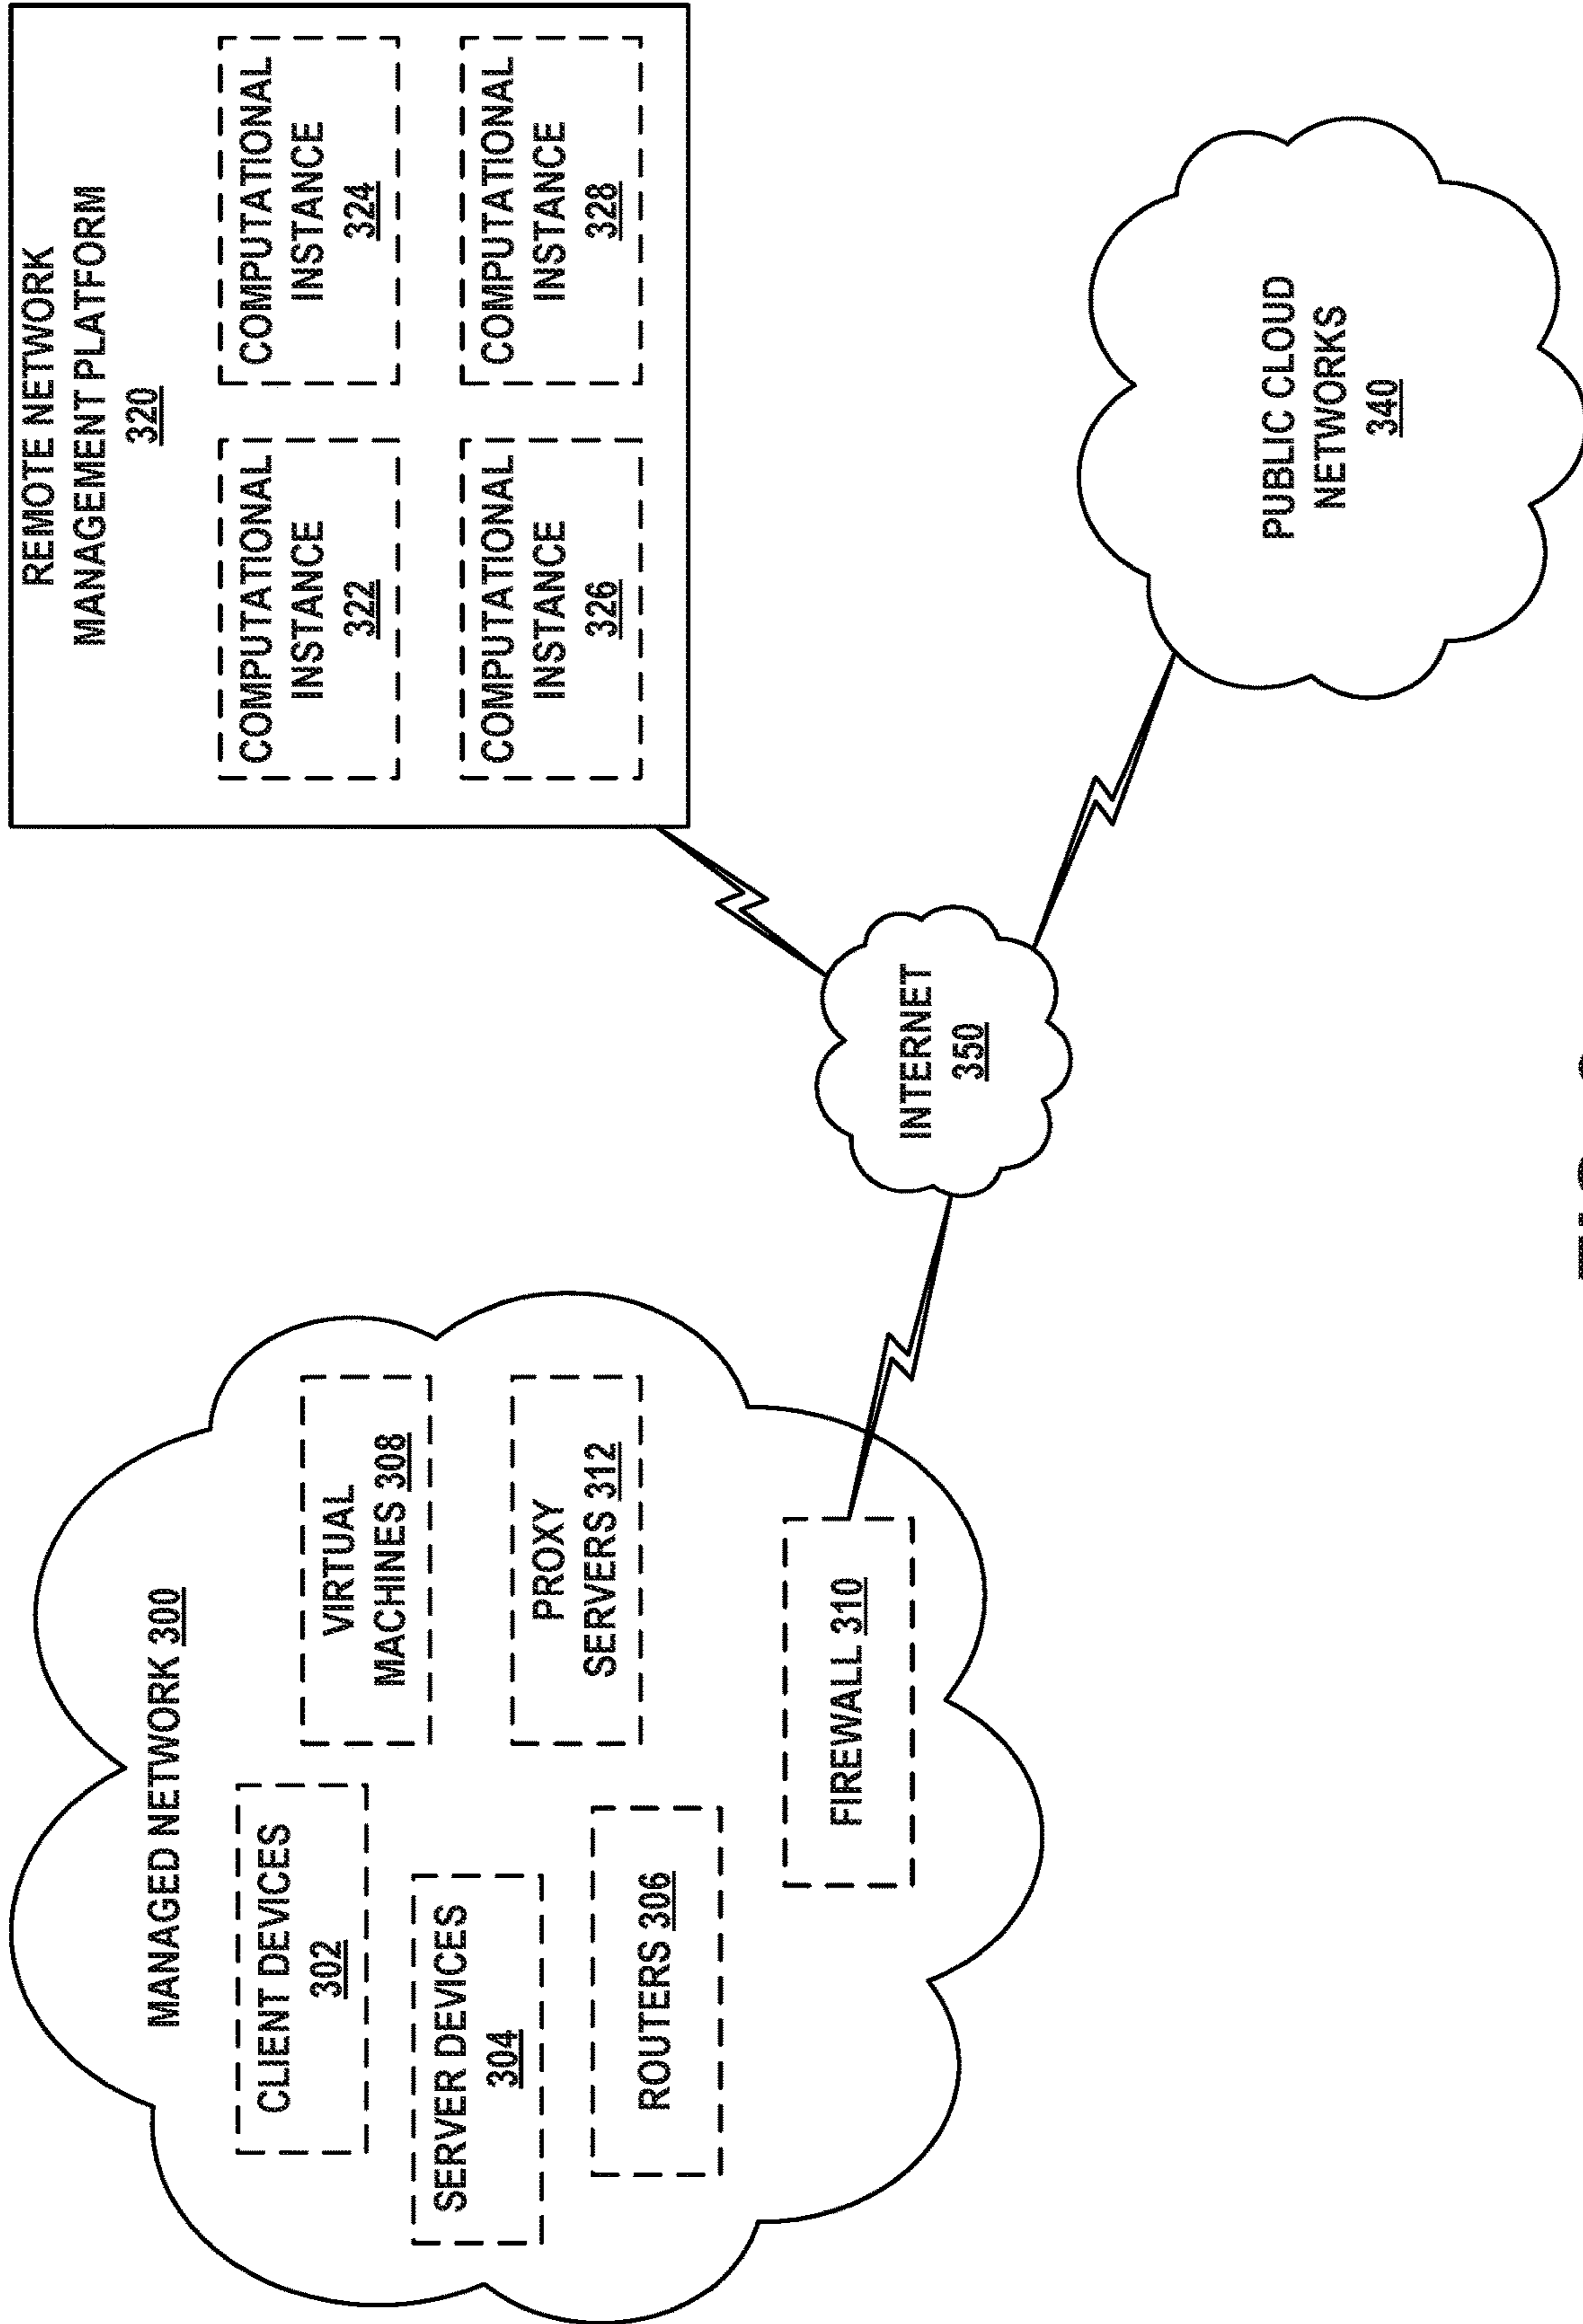 MANAGED NETWORK 300
CLIENT DEVICES
302
VIRTUAL
MACHINES 308
SERVER DEVICES
304
PROXY
SERVERS 312
ROUTERS 306
FIREWALL 310
REMOTE NETWORK
MANAGEMENT PLATFORM
320
COMPUTATIONAL
INSTANCE
322
COMPUTATIONAL
INSTANCE
324
COMPUTATIONAL
INSTANCE
326
COMPUTATIONAL
INSTANCE
328
INTERNET
350
PUBLIC CLOUD
NETWORKS
340